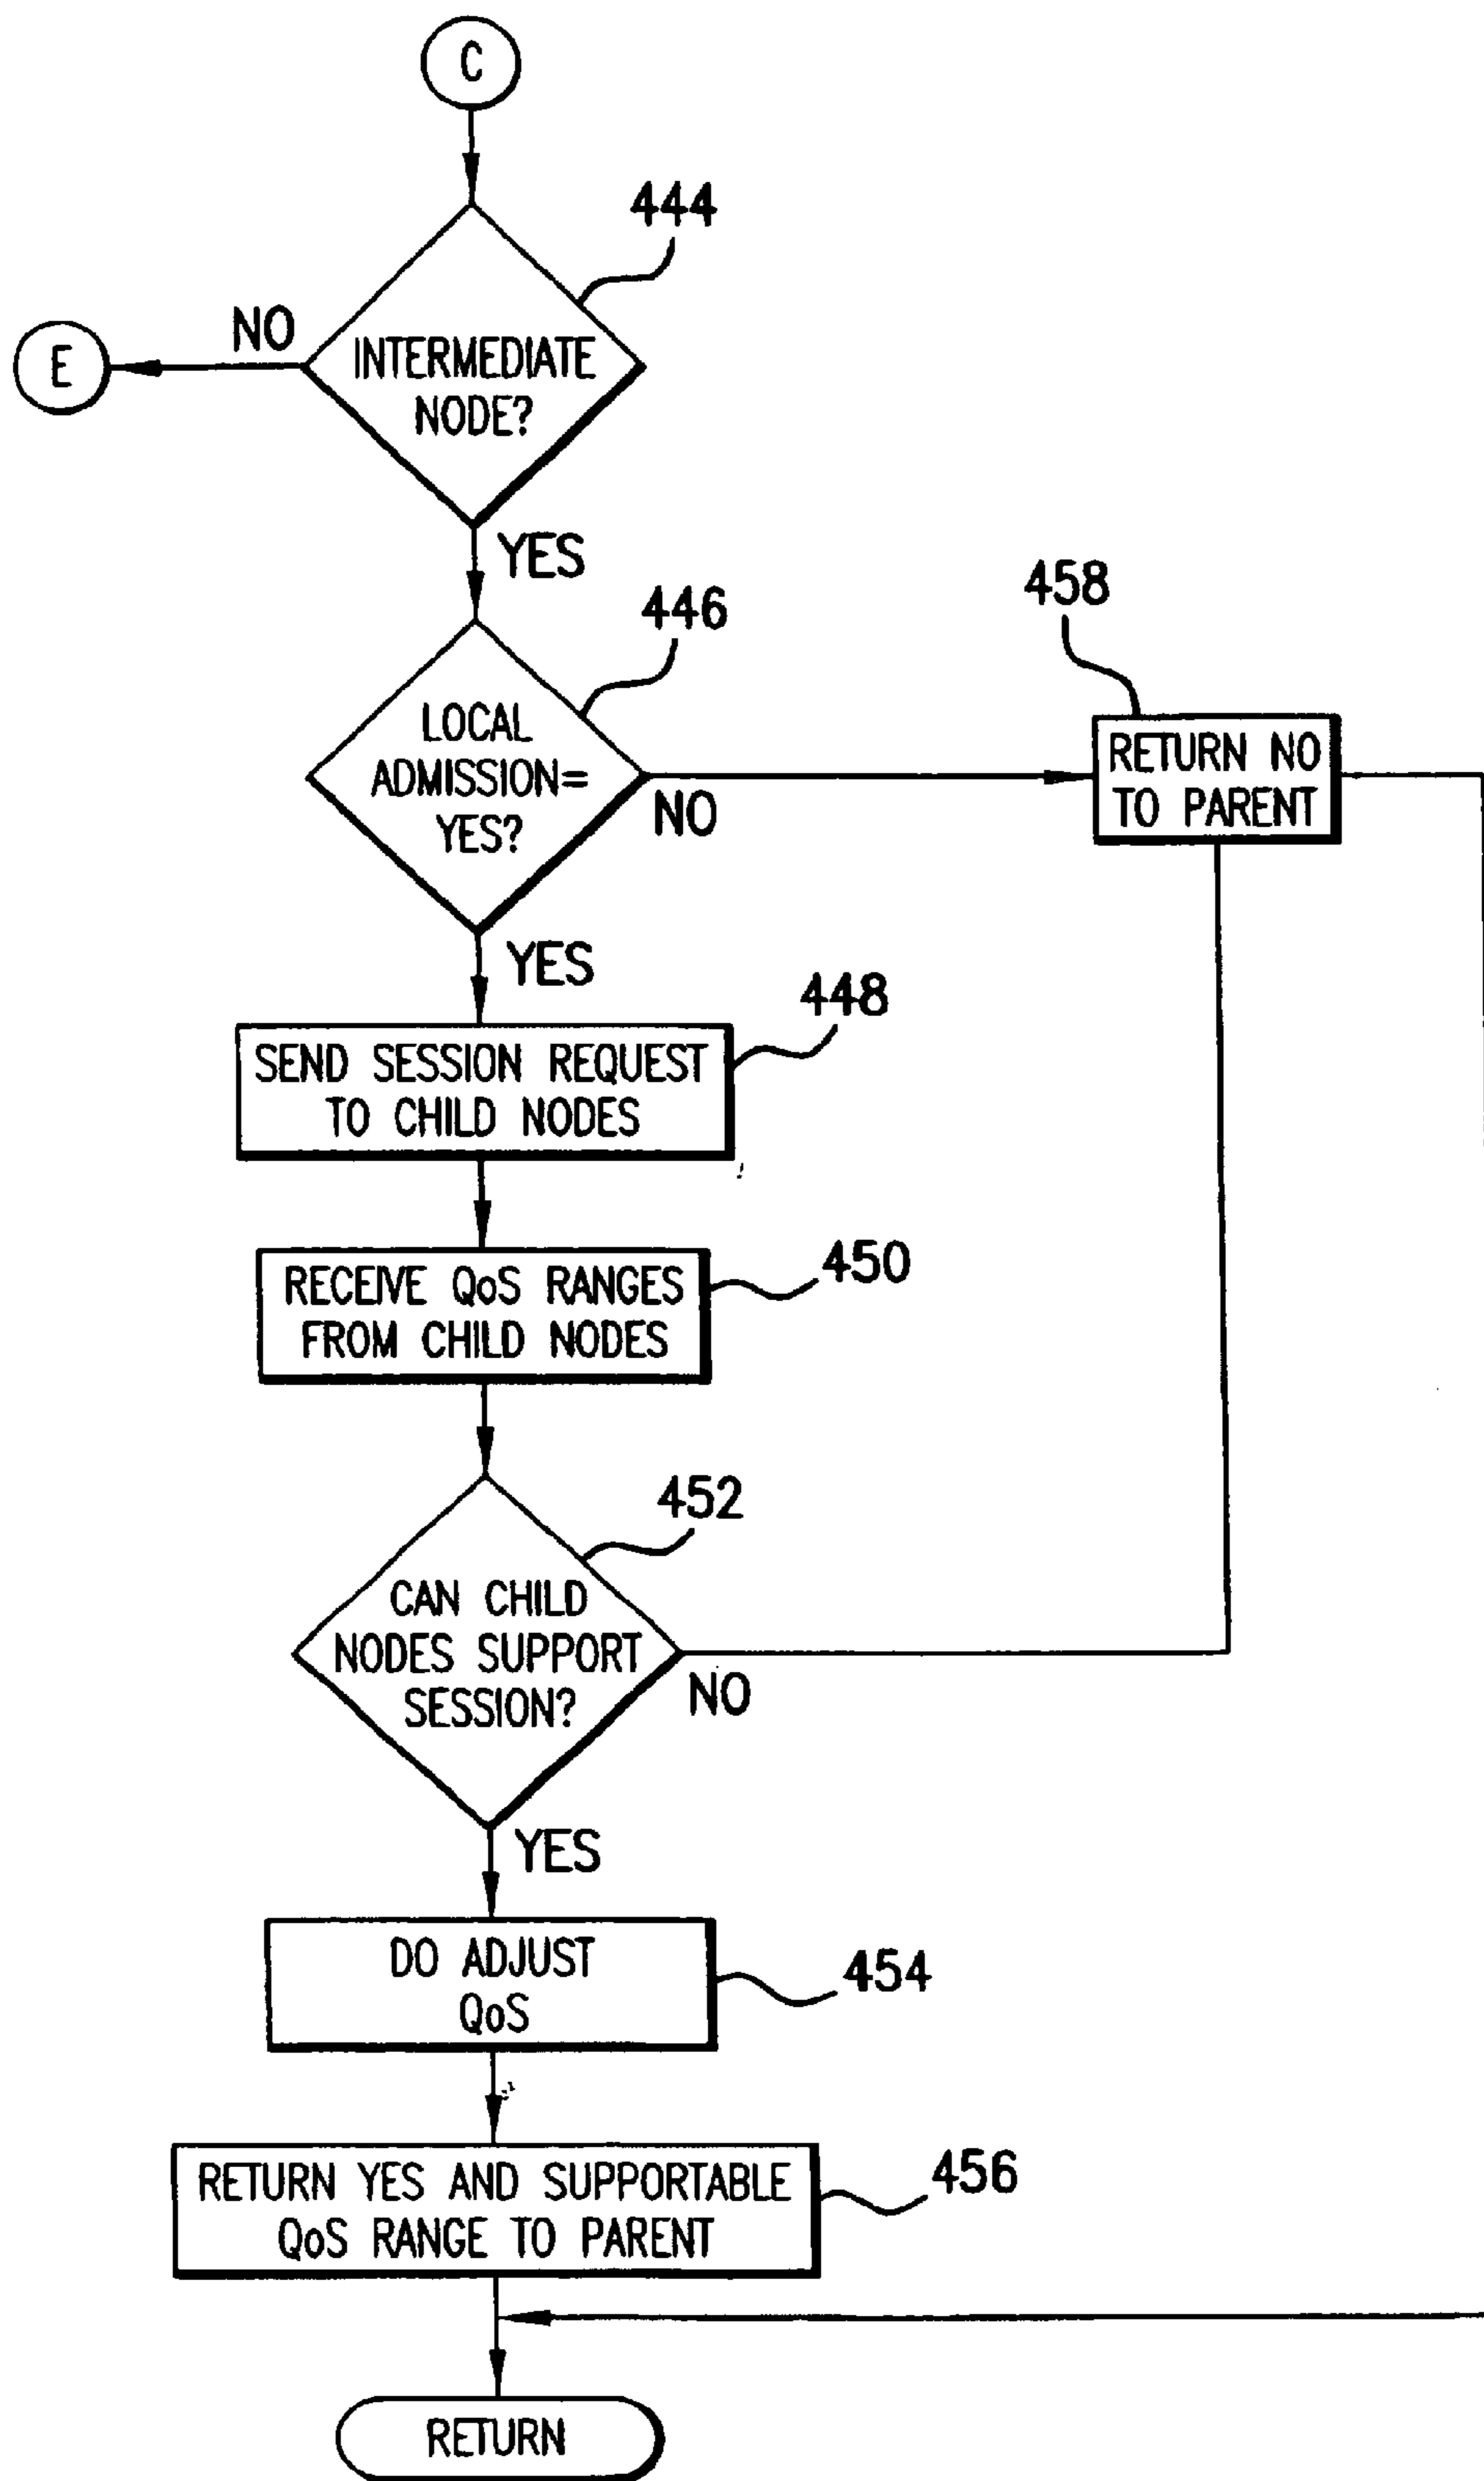 C
444
NO
E
INTERMEDIATE
NODE?
YES
446
458
LOCAL
ADMISSION=
YES?
NO
RETURN NO
TO PARENT
YES
448
SEND SESSION REQUEST
TO CHILD NODES
450
RECEIVE QoS RANGES
FROM CHILD NODES
452
CAN CHILD
NODES SUPPORT
SESSION?
NO
YES
DO ADJUST
QoS
454
RETURN YES AND SUPPORTABLE
QoS RANGE TO PARENT
456
RETURN